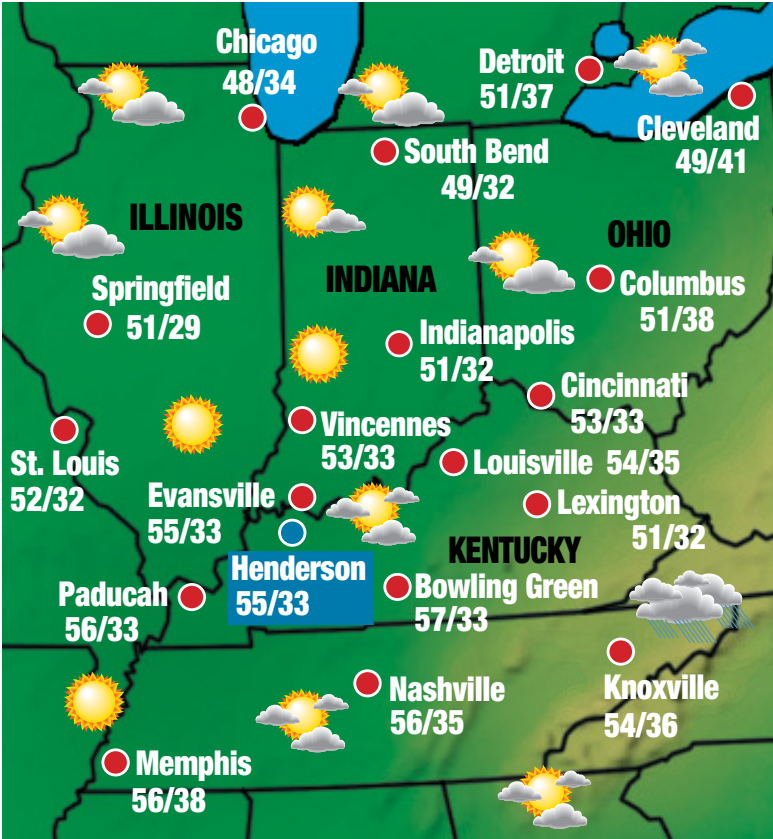 Chicago
48/34
Detroit
51/37
Cleveland
49/41
South Bend
49/32
ILLINOIS
OHIO
INDIANA
Columbus
51/38
Springfield
51/29
Indianapolis
51/32
Cincinnati
53/33
Vincennes
53/33
St. Louis
52/32
Louisville 54/35
Evansville
55/33
Lexington
51/32
KENTUCKY
Henderson
55/33
Paducah
56/33
Bowling Green
57/33
Nashville
56/35
Knoxville
54/36
Memphis
56/38